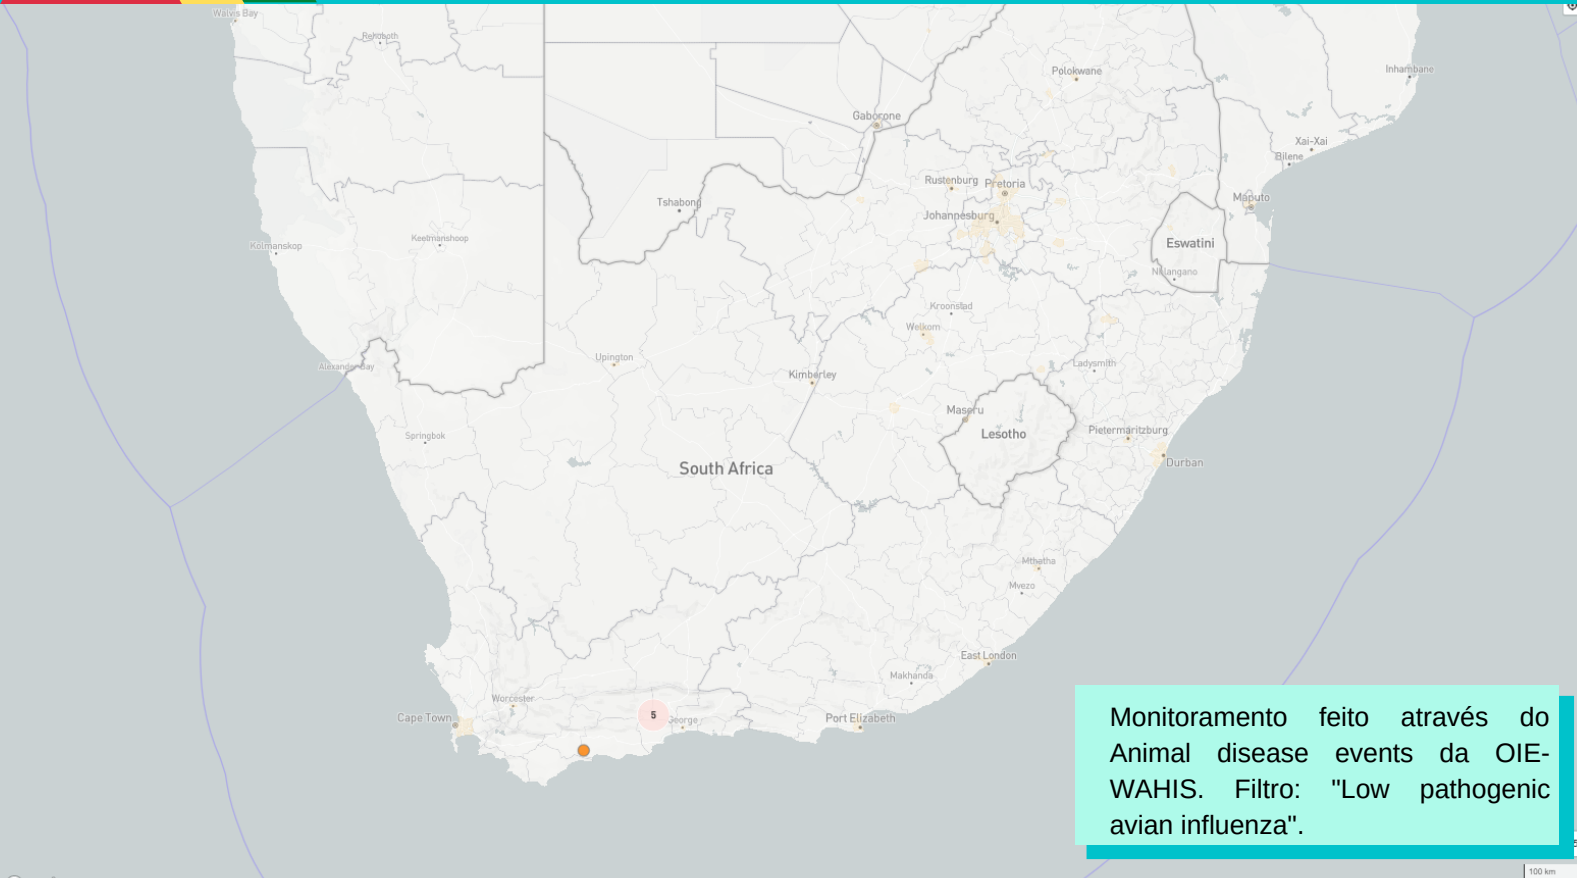 Walvis Bay
Rehoboth
Polokwane
Inhambane
Gaborone
Xai-Xai
Bilene
Rustenburg
Pretoria
Tshabong
Maputo
Johannesburg
Kolmanskop
Keetmanshoop
Eswatini
Nhlangano
Kroonstad
Welkom
Upington
Ladysmith
Alexander Bay
Kimberley
Maseru
Lesotho
Springbok
Pietermaritzburg
South Africa
Durban
Mthatha
Mvezo
East London
Makhanda
Worcester
5
George
Cape Town
Port Elizabeth
Monitoramento feito através do
Animal disease events da OIE-
WAHIS. Filtro: "Low pathogenic
avian influenza".
100 km